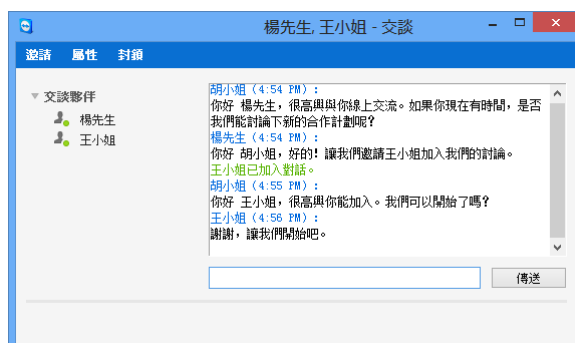 楊先生, 王小姐 - 交談
邀請 屬性 封鎖
交談夥伴
楊先生
王小姐
胡小姐 (4:54 PM) :
你好 楊先生，很高興與你線上交流。如果你現在有時間，是否
我們能討論下新的合作計劃呢?
楊先生 (4:54 PM) :
你好 胡小姐，好的! 讓我們邀請王小姐加入我們的討論。
王小姐已加入對話。
胡小姐 (4:55 PM) :
你好 王小姐，很高興你能加入。我們可以開始了嗎?
王小姐 (4:56 PM) :
謝謝，讓我們開始吧。
傳送